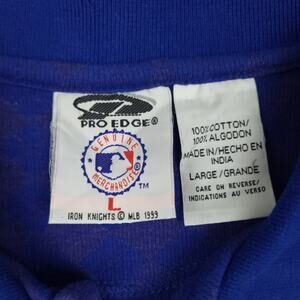 PRO EDGE®
GENUINE
MERCHANDISE
TM
L
IRON KNIGHTS © MLB 1999
100% COTTON/
100% ALGODON
MADE IN/HECHO EN
INDIA
LARGE/GRANDE
CARE ON REVERSE/
INDICATIONS AU VERSO